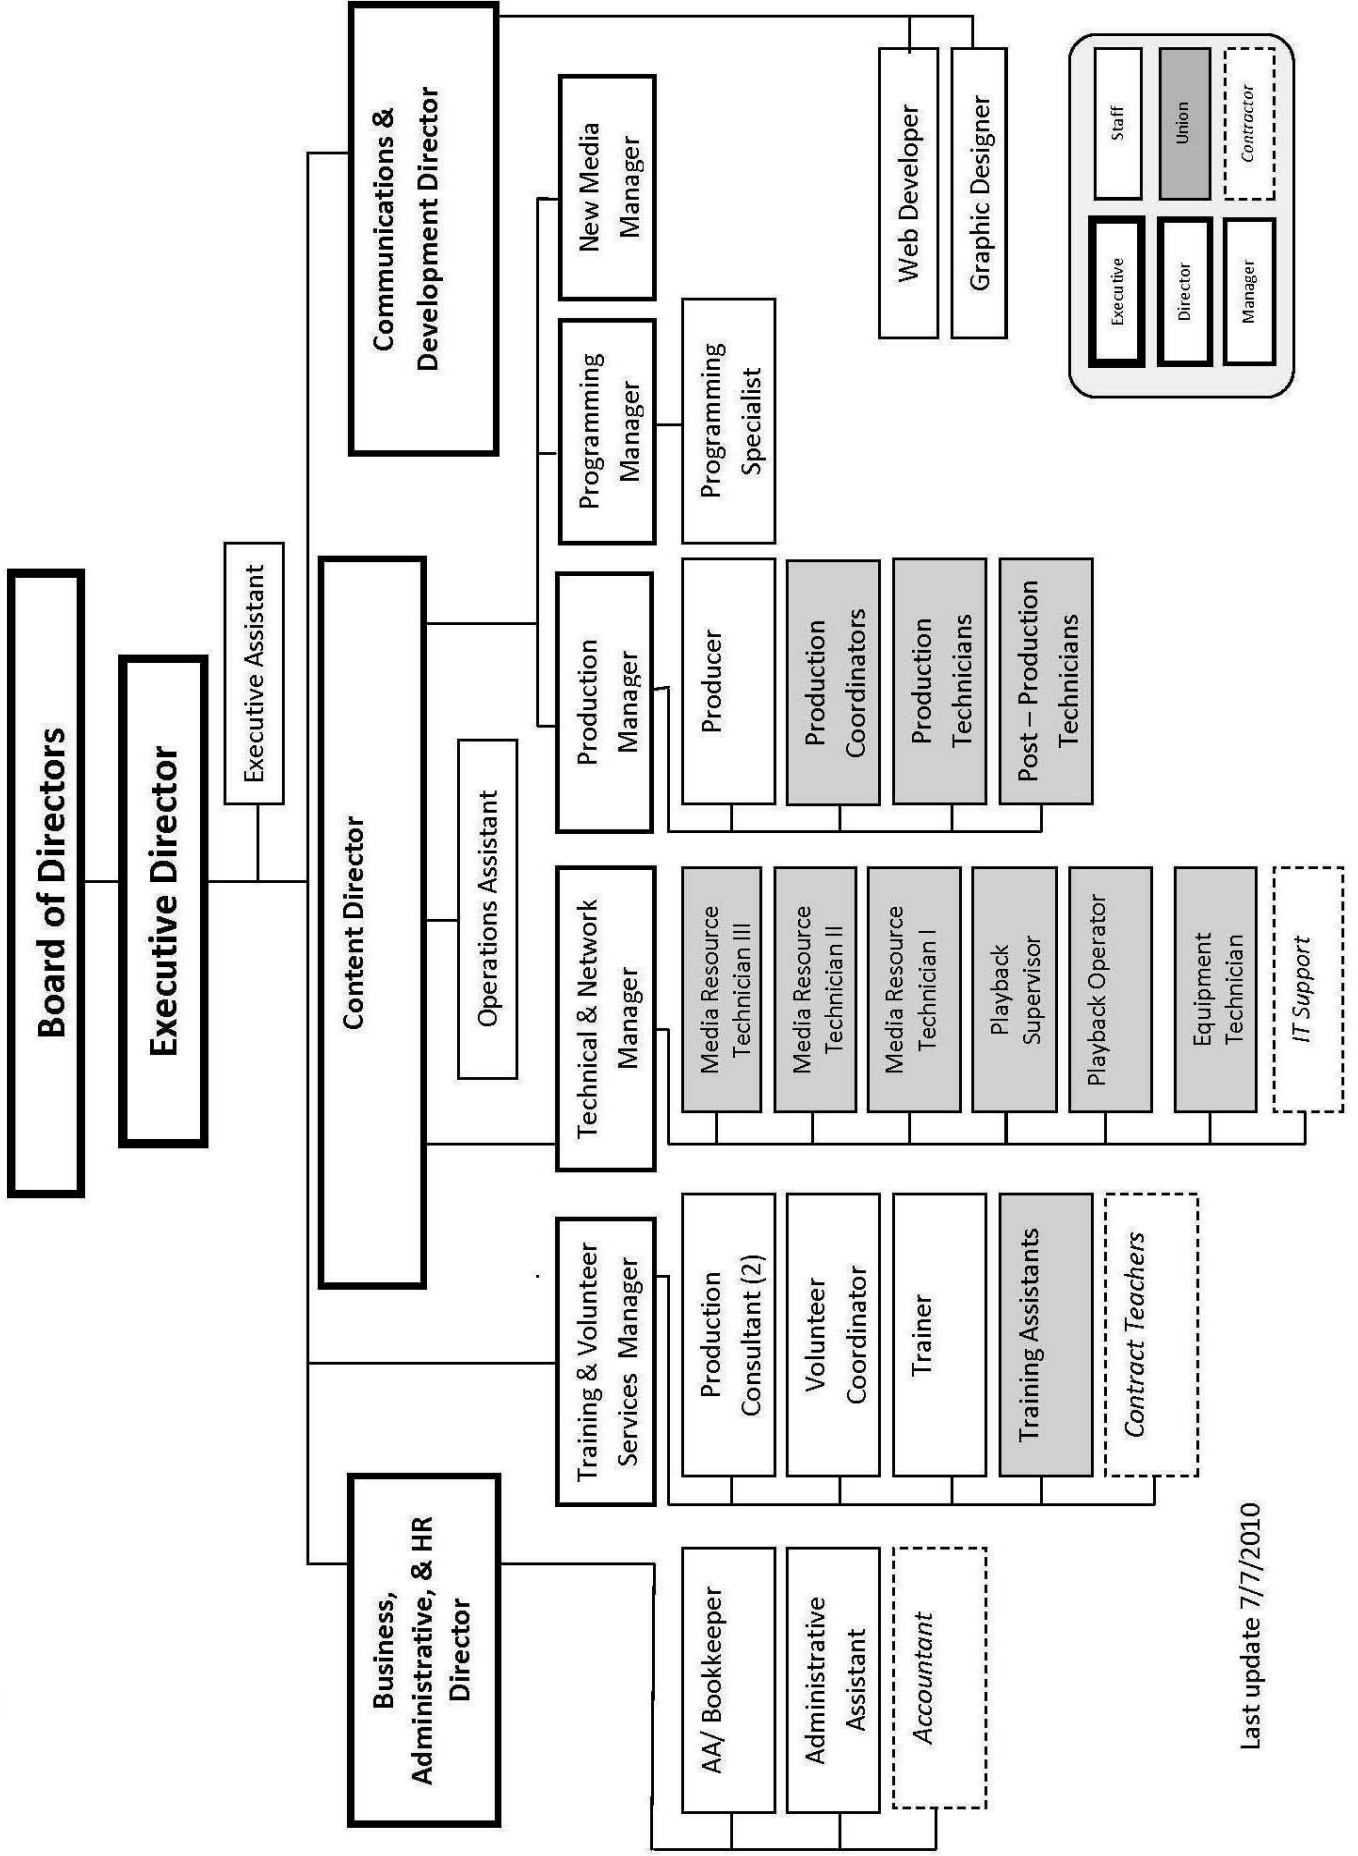 Board of Directors
Executive Director
Executive Assistant
Business,
Administrative, & HR
Director
Content Director
Communications &
Development Director
Operations Assistant
Training & Volunteer
Services Manager
Technical & Network
Manager
Production
Manager
Programming
Manager
New Media
Manager
AA/ Bookkeeper
Administrative
Assistant
Accountant
Production
Consultant (2)
Volunteer
Coordinator
Trainer
Training Assistants
Contract Teachers
Media Resource
Technician III
Media Resource
Technician II
Media Resource
Technician I
Playback
Supervisor
Playback Operator
Equipment
Technician
IT Support
Producer
Production
Coordinators
Production
Technicians
Post – Production
Technicians
Programming
Specialist
Web Developer
Graphic Designer
Executive
Staff
Director
Union
Manager
Contractor
Last update 7/7/2010